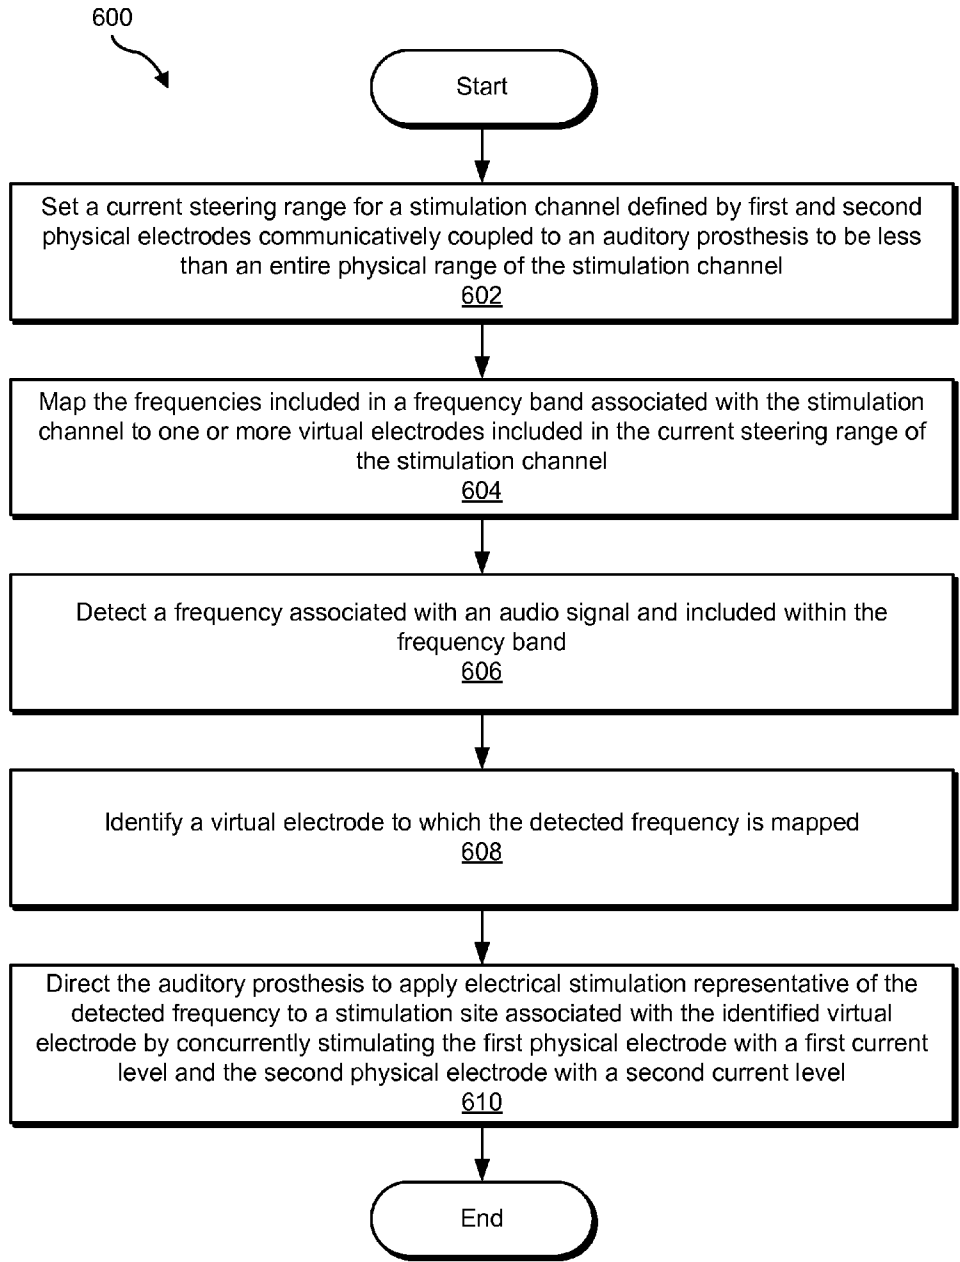 600
Start
Set a current steering range for a stimulation channel defined by first and second
physical electrodes communicatively coupled to an auditory prosthesis to be less
than an entire physical range of the stimulation channel
602
Map the frequencies included in a frequency band associated with the stimulation
channel to one or more virtual electrodes included in the current steering range of
the stimulation channel
604
Detect a frequency associated with an audio signal and included within the
frequency band
606
Identify a virtual electrode to which the detected frequency is mapped
608
Direct the auditory prosthesis to apply electrical stimulation representative of the
detected frequency to a stimulation site associated with the identified virtual
electrode by concurrently stimulating the first physical electrode with a first current
level and the second physical electrode with a second current level
610
End